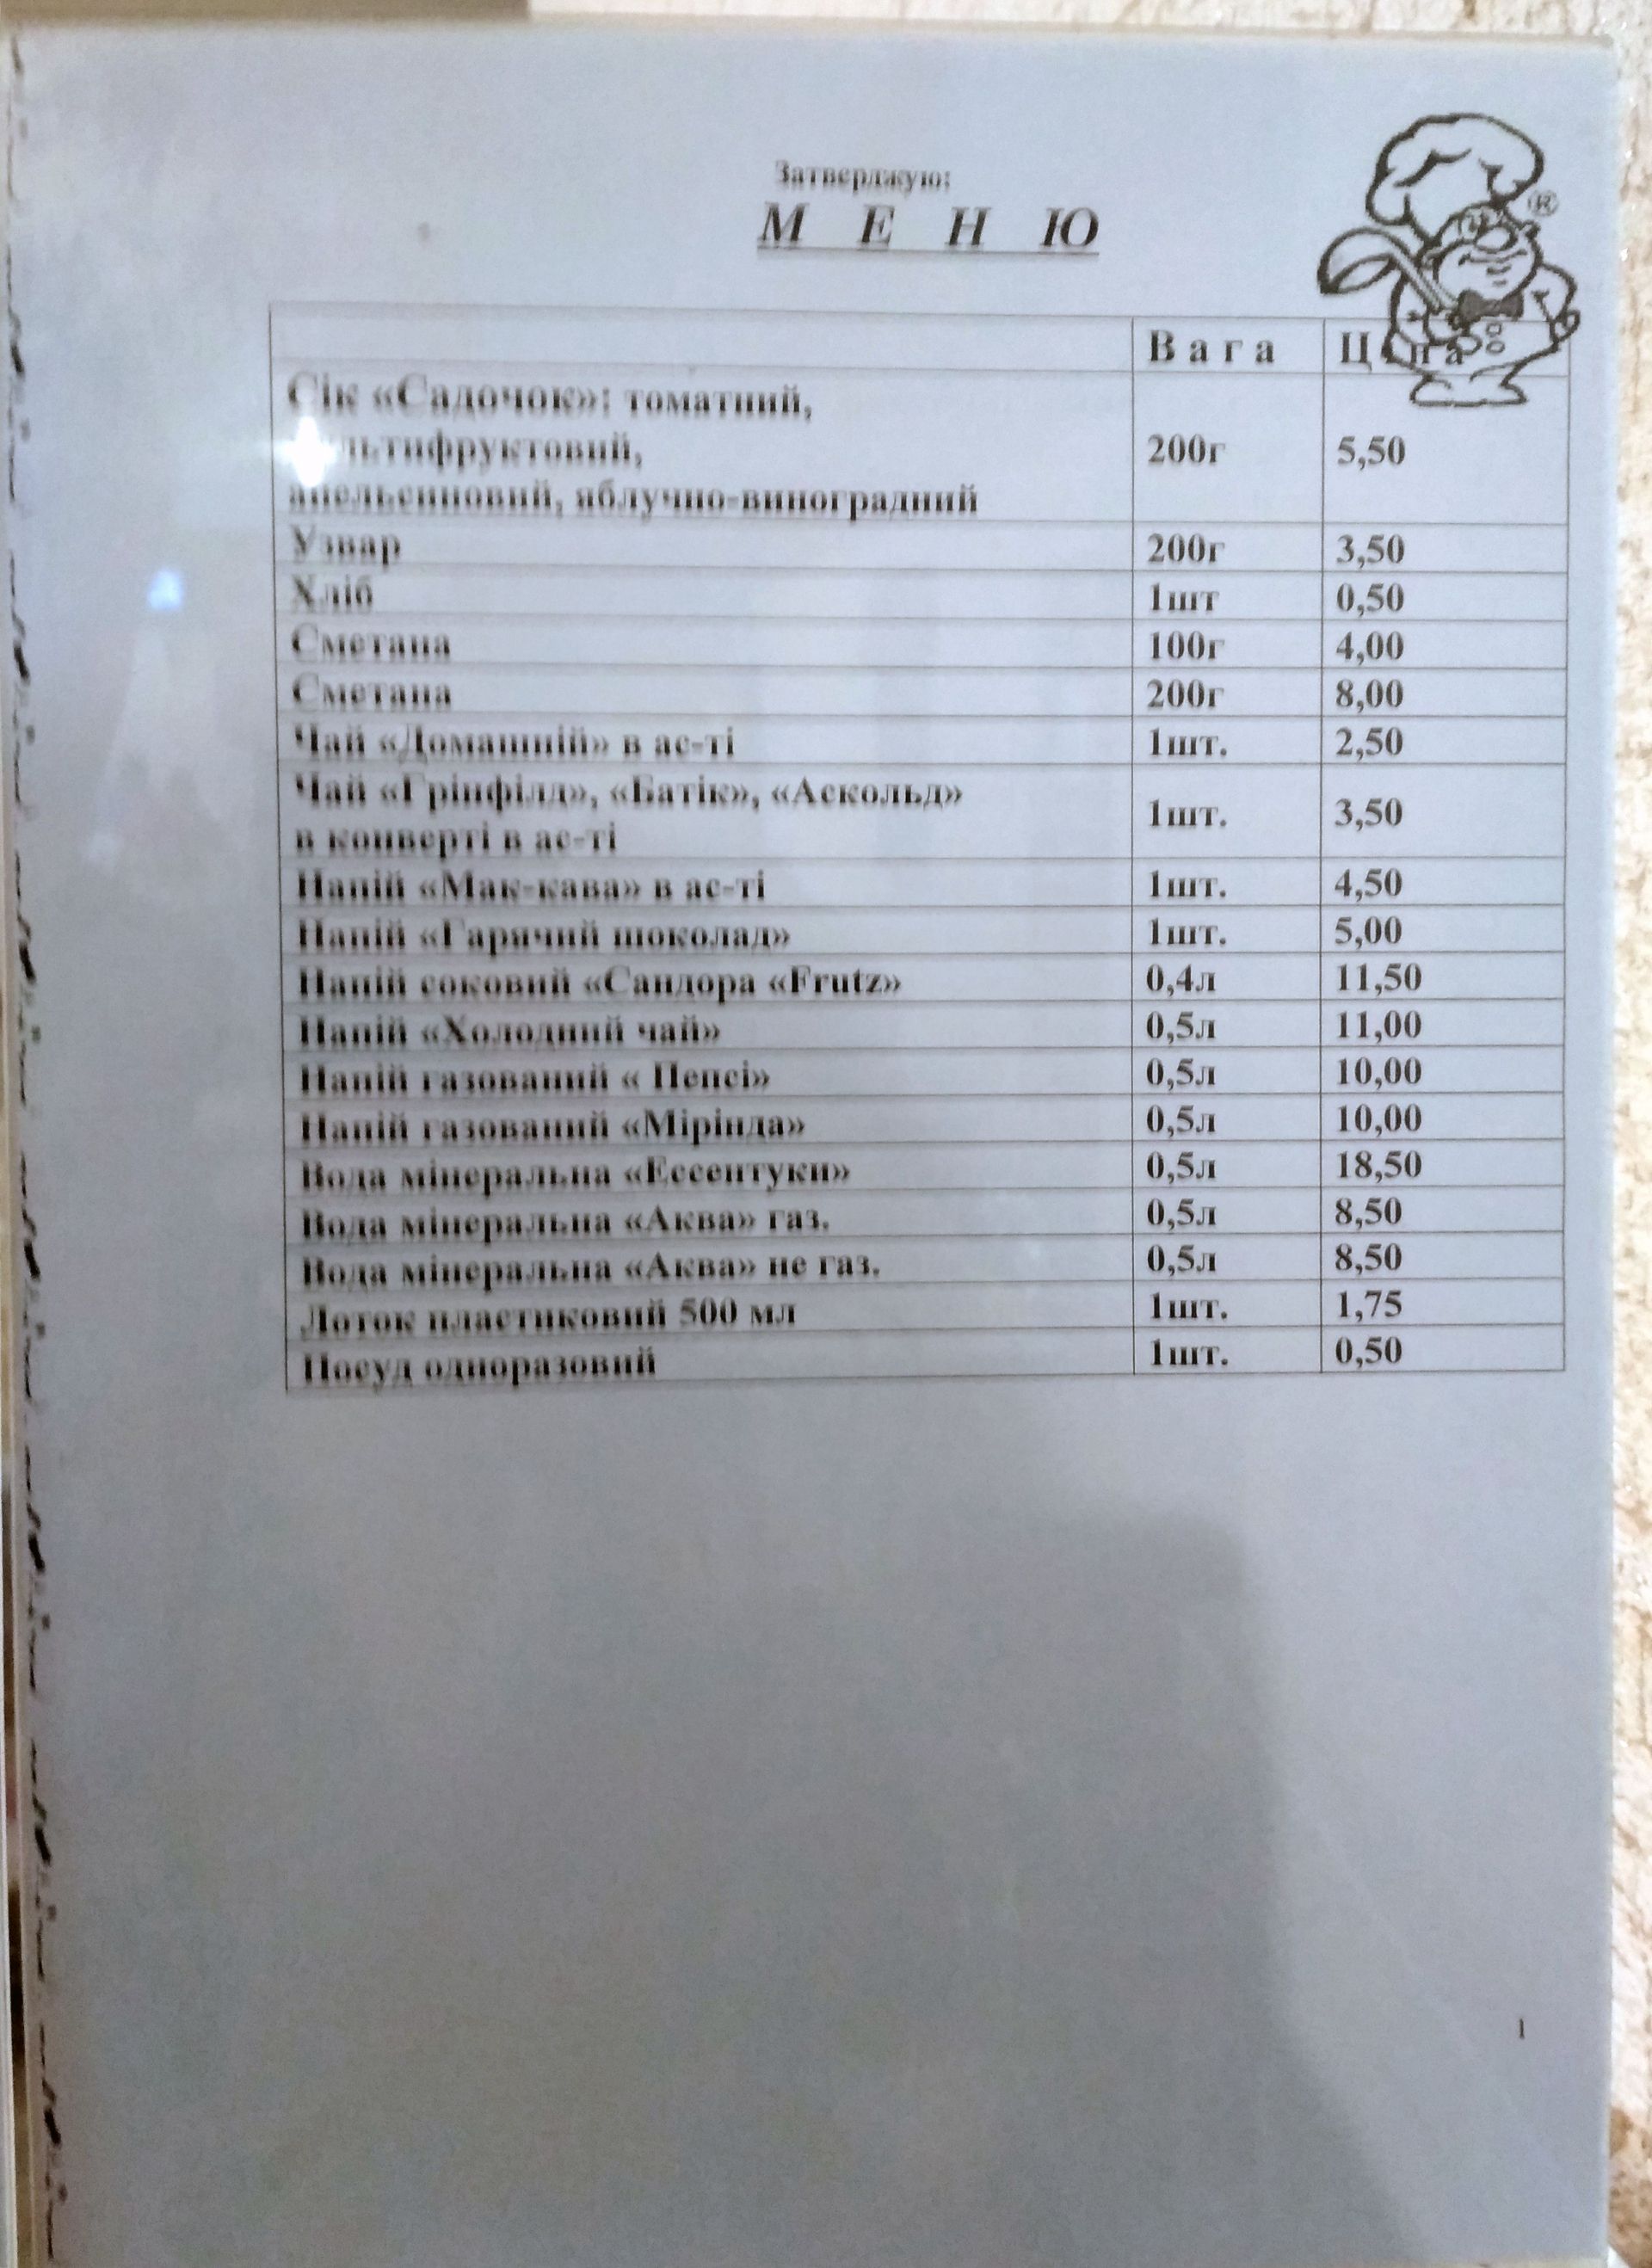 Затверджую:
М Е Н Ю
®
Вага Ціна
Сік «Садочок»: томатний,
апельсиновий, яблучно-виноградний
200г 5,50
Узвар 200г 3,50
Хліб 1шт 0,50
Сметана 100г 4,00
Сметана 200г 8,00
Чай «Домашній» в ас-ті 1шт. 2,50
Чай «Грінфілд», «Батік», «Аскольд»
в конверті в ас-ті
1шт. 3,50
Напій «Мак-кава» в ас-ті 1шт. 4,50
Напій «Гарячий шоколад» 1шт. 5,00
Напій соковий «Сандора «Frutz» 0,4л 11,50
Напій «Холодний чай» 0,5л 11,00
Напій газований « Пепсі» 0,5л 10,00
Напій газований «Мірінда» 0,5л 10,00
Вода мінеральна «Ессентуки» 0,5л 18,50
Вода мінеральна «Аква» газ. 0,5л 8,50
Вода мінеральна «Аква» не газ. 0,5л 8,50
Лоток пластиковий 500 мл 1шт. 1,75
Посуд одноразовий 1шт. 0,50
1